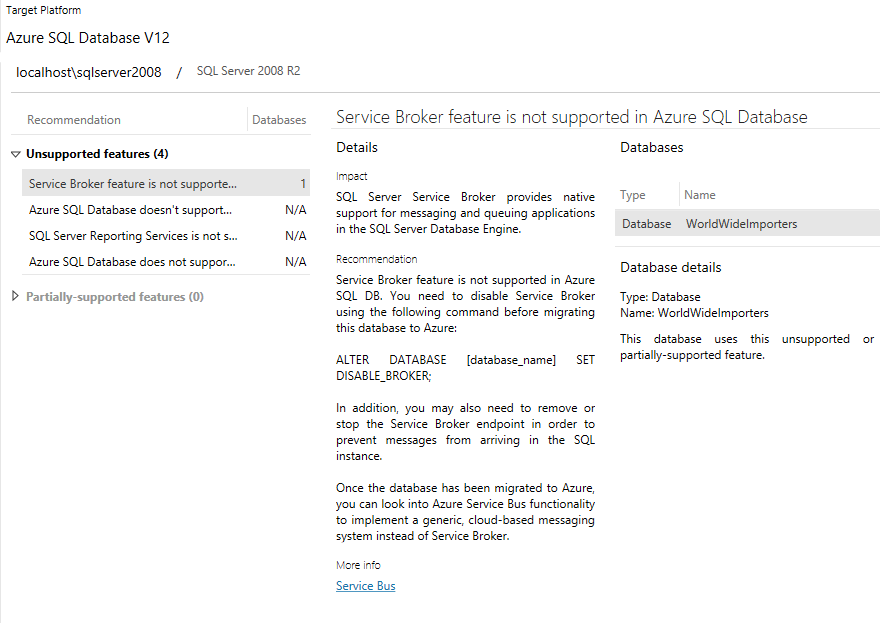 Target Platform
Azure SQL Database V12
localhost\sqlserver2008 / SQL Server 2008 R2
Recommendation Databases
Unsupported features (4)
Service Broker feature is not supporte... 1
Azure SQL Database doesn't support... N/A
SQL Server Reporting Services is not s... N/A
Azure SQL Database does not suppor... N/A
Partially-supported features (0)
Service Broker feature is not supported in Azure SQL Database
Details
Impact
SQL Server Service Broker provides native
support for messaging and queuing applications
in the SQL Server Database Engine.
Recommendation
Service Broker feature is not supported in Azure
SQL DB. You need to disable Service Broker
using the following command before migrating
this database to Azure:
ALTER DATABASE [database_name] SET
DISABLE_BROKER;
In addition, you may also need to remove or
stop the Service Broker endpoint in order to
prevent messages from arriving in the SQL
instance.
Once the database has been migrated to Azure,
you can look into Azure Service Bus functionality
to implement a generic, cloud-based messaging
system instead of Service Broker.
More info
Service Bus
Databases
Type Name
Database WorldWideImporters
Database details
Type: Database
Name: WorldWideImporters
This database uses this unsupported or
partially-supported feature.